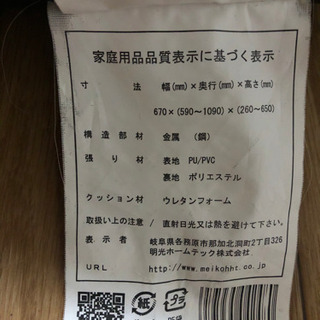 家庭用品品質表示に基づく表示
寸 法 幅(mm)×奥行(mm)×高さ(mm)
670×(590~1090)×(260~650)
構造部材 金属 (鋼)
張り材 表地 PU/PVC
裏地 ポリエステル
クッション材 ウレタンフォーム
取扱い上の注意 / 直射日光又は熱を避けて下さい。
表示者 岐阜県各務原市那加北洞町2丁目326
明光ホームテック株式会社
URL http://www.meikoht.co.jp
紙 プラ